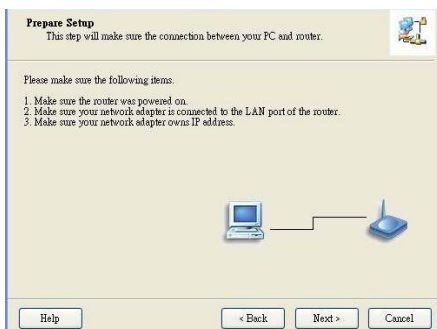 Prepare Setup
This step will make sure the connection between your PC and router.
Please make sure the following items.
1. Make sure the router was powered on.
2. Make sure your network adapter is connected to the LAN port of the router.
3. Make sure your network adapter owns IP address.
Help
< Back
Next >
Cancel